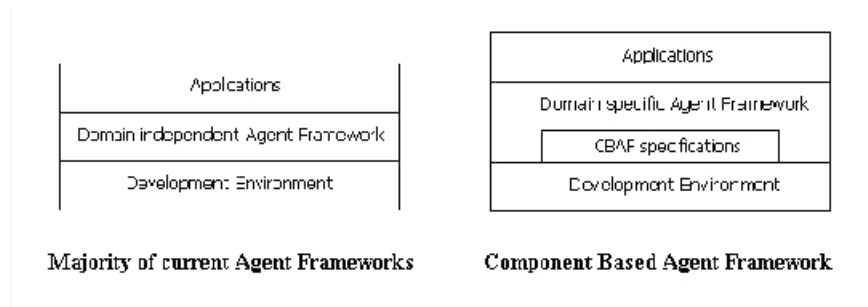 Applications
Domain independent Agent Framework
Development Environment
Majority of current Agent Frameworks
Applications
Domain specific Agent Framework
CBAF specifications
Development Environment
Component Based Agent Framework